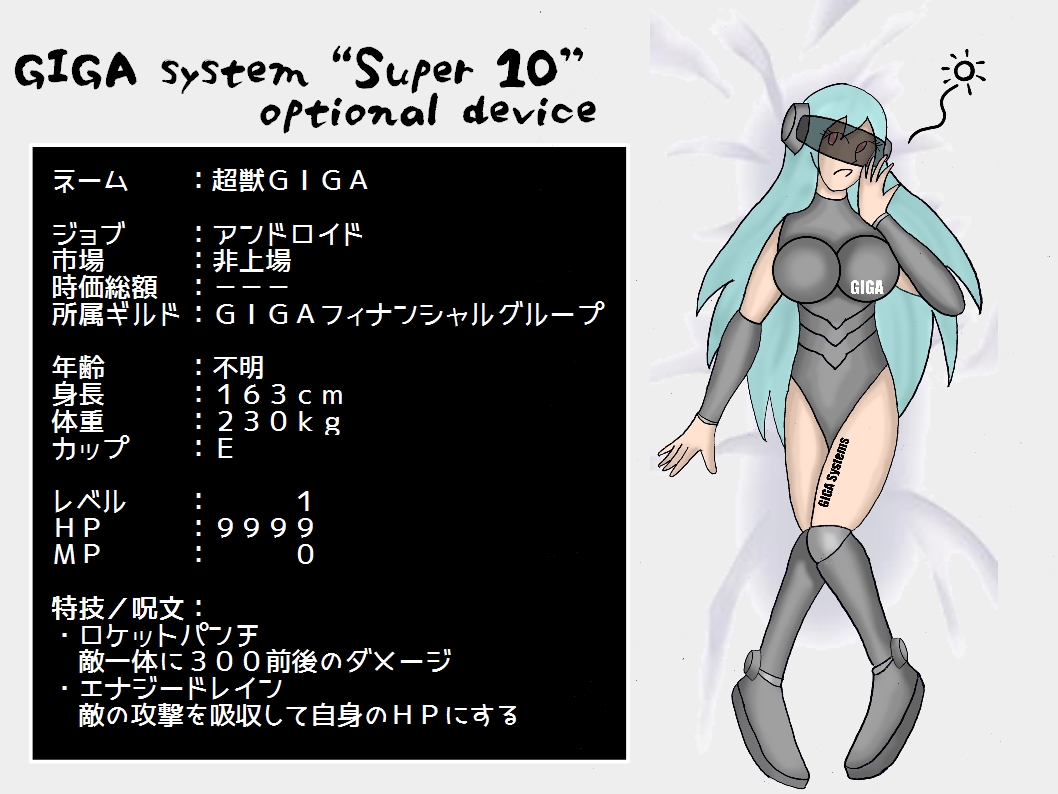 GIGA system “Super 10”
optional device
ネーム　　：超獣ＧＩＧＡ
ジョブ　　：アンドロイド
市場　　　：非上場
時価総額　：－－－
所属ギルド：ＧＩＧＡフィナンシャルグループ
年齢　　　：不明
身長　　　：１６３ｃｍ
体重　　　：２３０ｋｇ
カップ　　：Ｅ
レベル　　：　　　１
ＨＰ　　　：９９９９
ＭＰ　　　：　　　０
特技／呪文：
・ロケットパンチ
　敵一体に３００前後のダメージ
・エナジードレイン
　敵の攻撃を吸収して自身のＨＰにする
GIGA
GIGA Systems